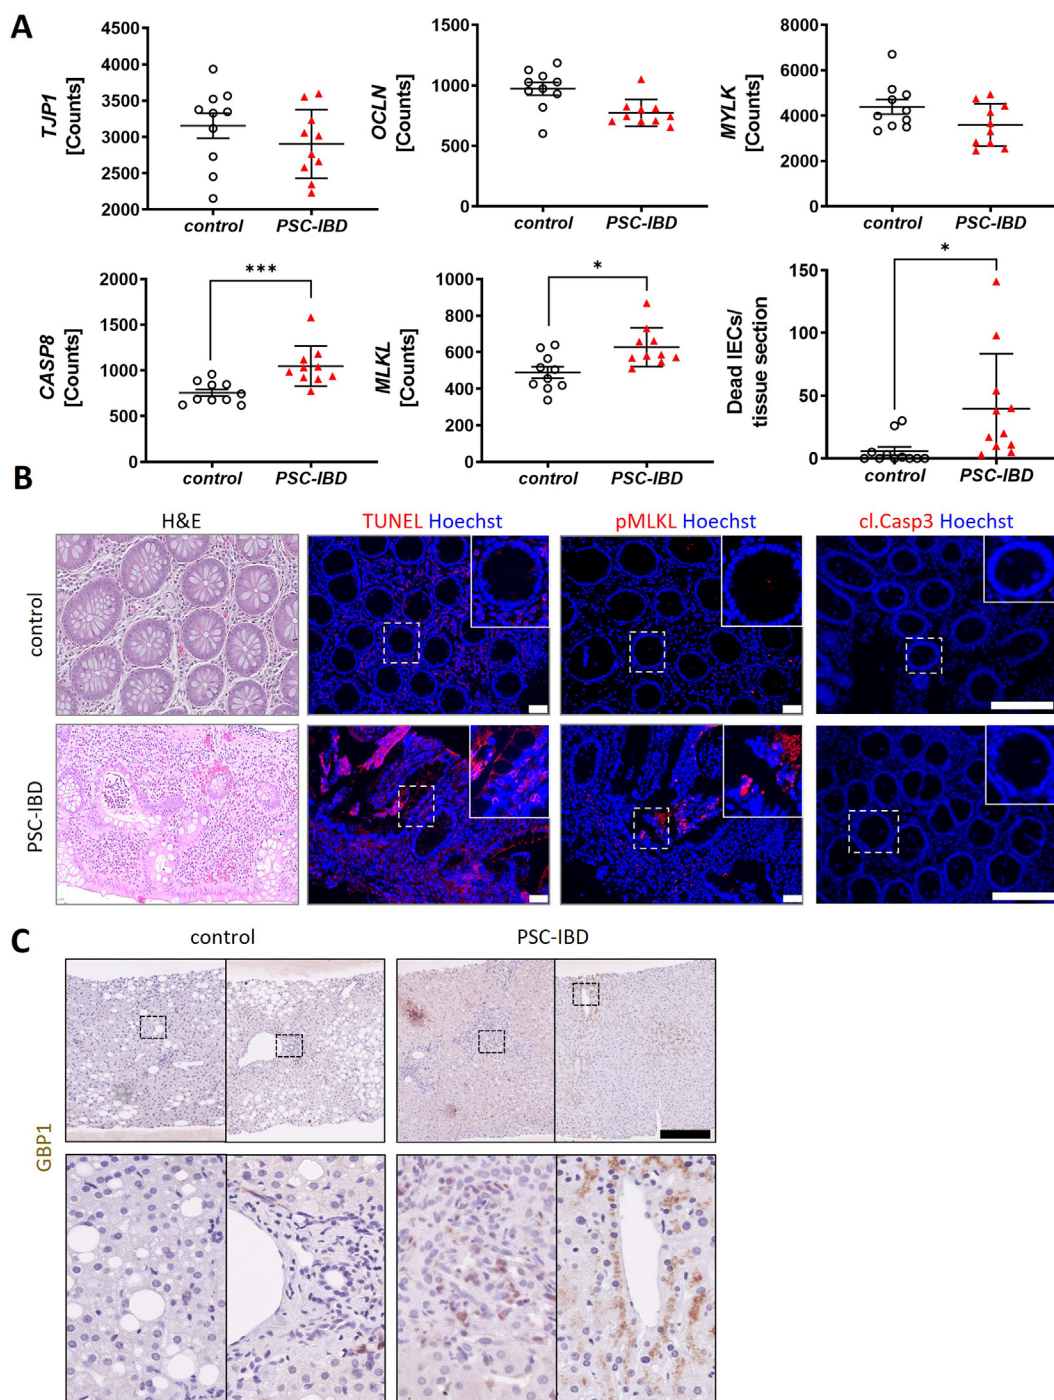 A
TJP1
[Counts]
4500
4000
3500
3000
2500
2000
control PSC-IBD
OCLN
[Counts]
1500
1000
500
0
control PSC-IBD
MYLK
[Counts]
8000
6000
4000
2000
0
control PSC-IBD
CASP8
[Counts]
2000
1500
1000
500
0
***
control PSC-IBD
MLKL
[Counts]
1000
800
600
400
200
0
*
control PSC-IBD
Dead IECs/
tissue section
150
100
50
0
*
control PSC-IBD
B
H&E
TUNEL Hoechst
pMLKL Hoechst
cl.Casp3 Hoechst
control
PSC-IBD
C
control
PSC-IBD
GBP1